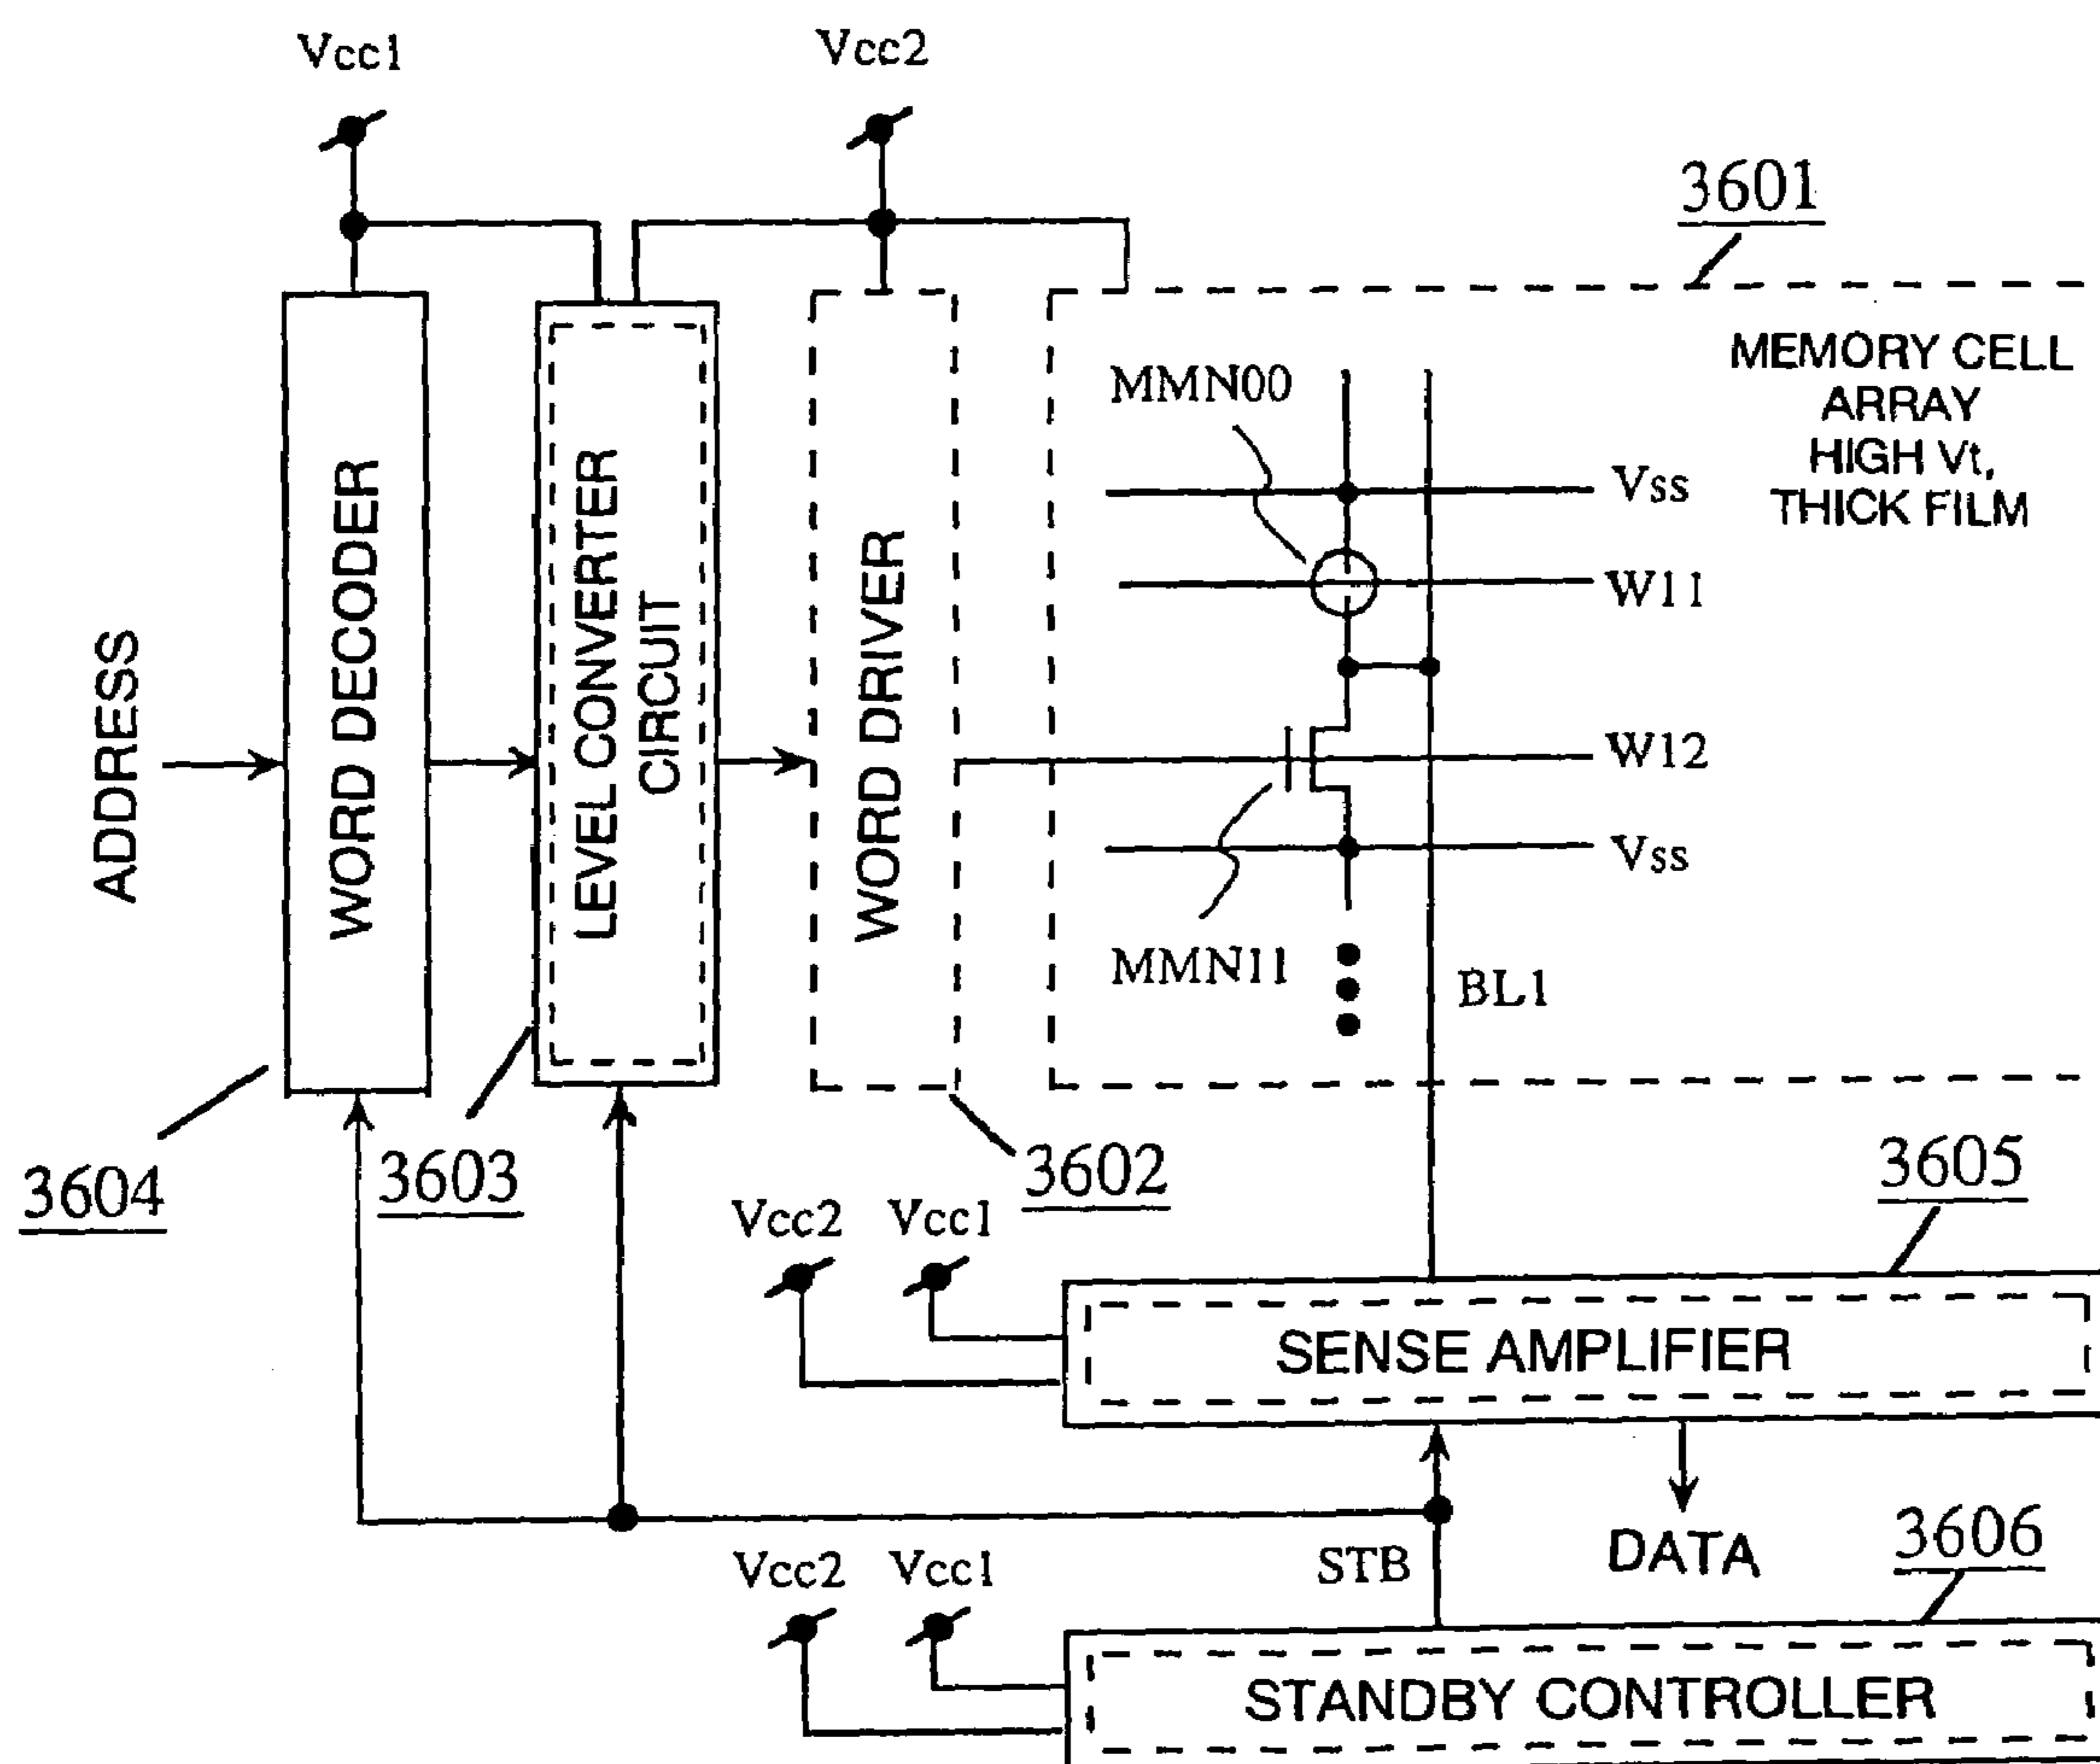 Vcc1
Vcc2
3601
MEMORY CELL
ARRAY
HIGH Vt,
THICK FILM
MMN00
Vss
W11
W12
Vss
MMN11
BL1
ADDRESS
WORD DECODER
LEVEL CONVERTER
CIRCUIT
WORD DRIVER
3604
3603
3602
3605
Vcc2
Vcc1
SENSE AMPLIFIER
STB
DATA
3606
Vcc2
Vcc1
STANDBY CONTROLLER